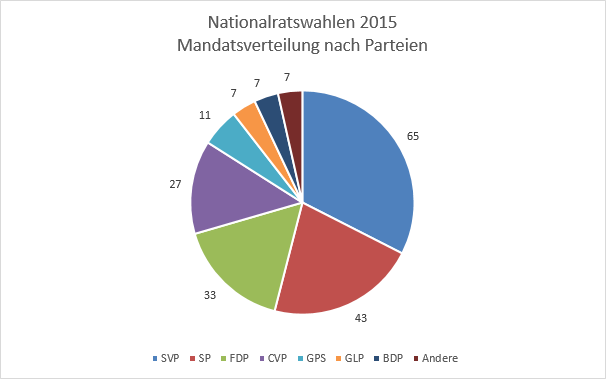 Nationalratswahlen 2015
Mandatsverteilung nach Parteien
7
7
7
11
65
27
33
43
SVP SP FDP CVP GPS GLP BDP Andere